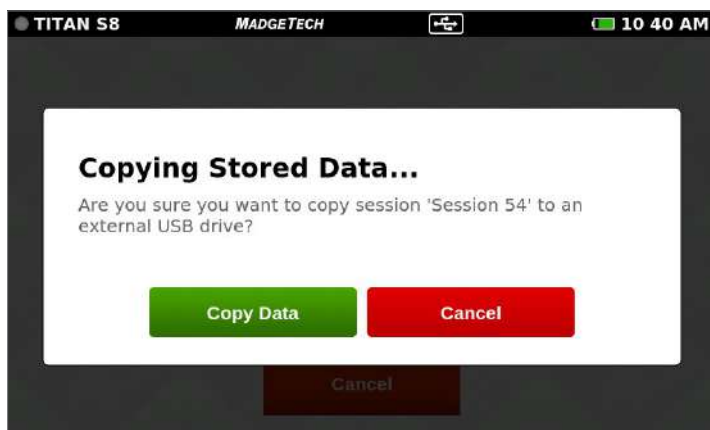 TITAN S8 MADGETECH 10 40 AM
Copying Stored Data...
Are you sure you want to copy session 'Session 54' to an
external USB drive?
Copy Data Cancel
Cancel